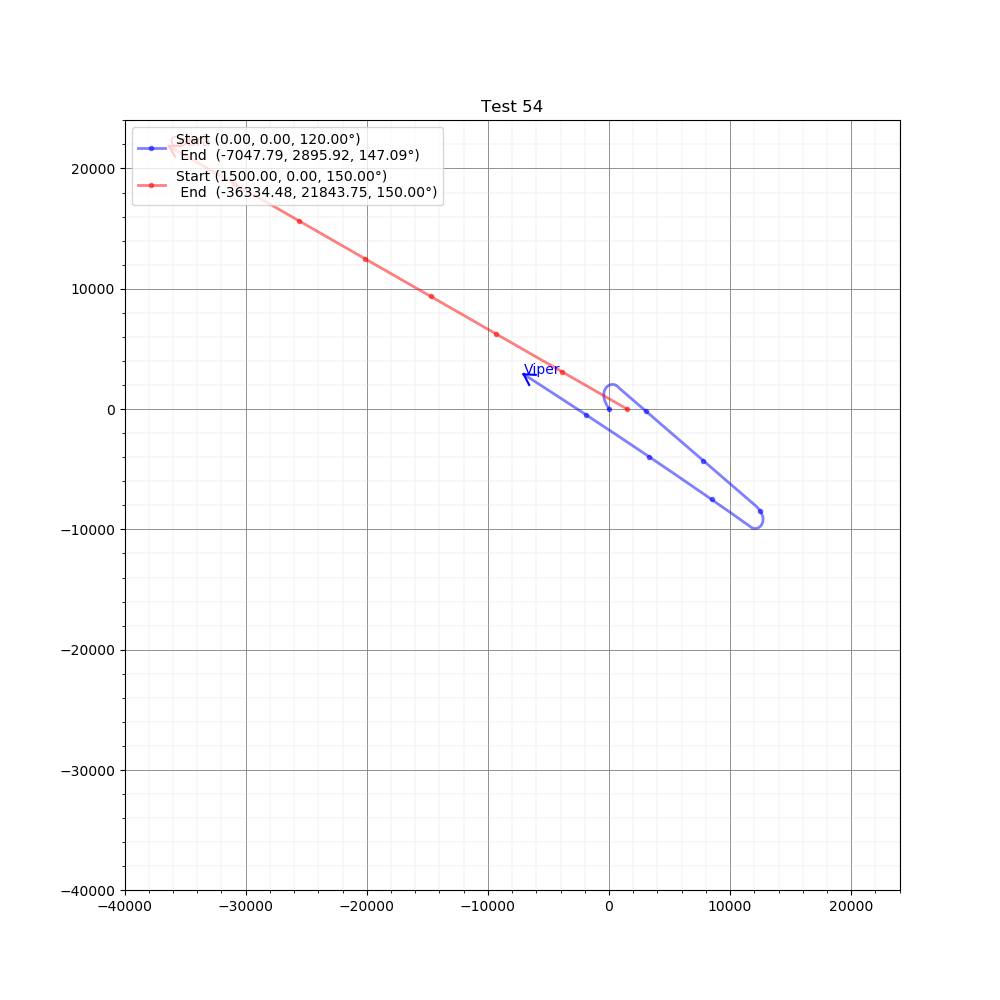 Test 54
Start (0.00, 0.00, 120.00°)
End (-7047.79, 2895.92, 147.09°)
Start (1500.00, 0.00, 150.00°)
End (-36334.48, 21843.75, 150.00°)
Viper
20000
10000
0
−10000
−20000
−30000
−40000
−40000 −30000 −20000 −10000 0 10000 20000